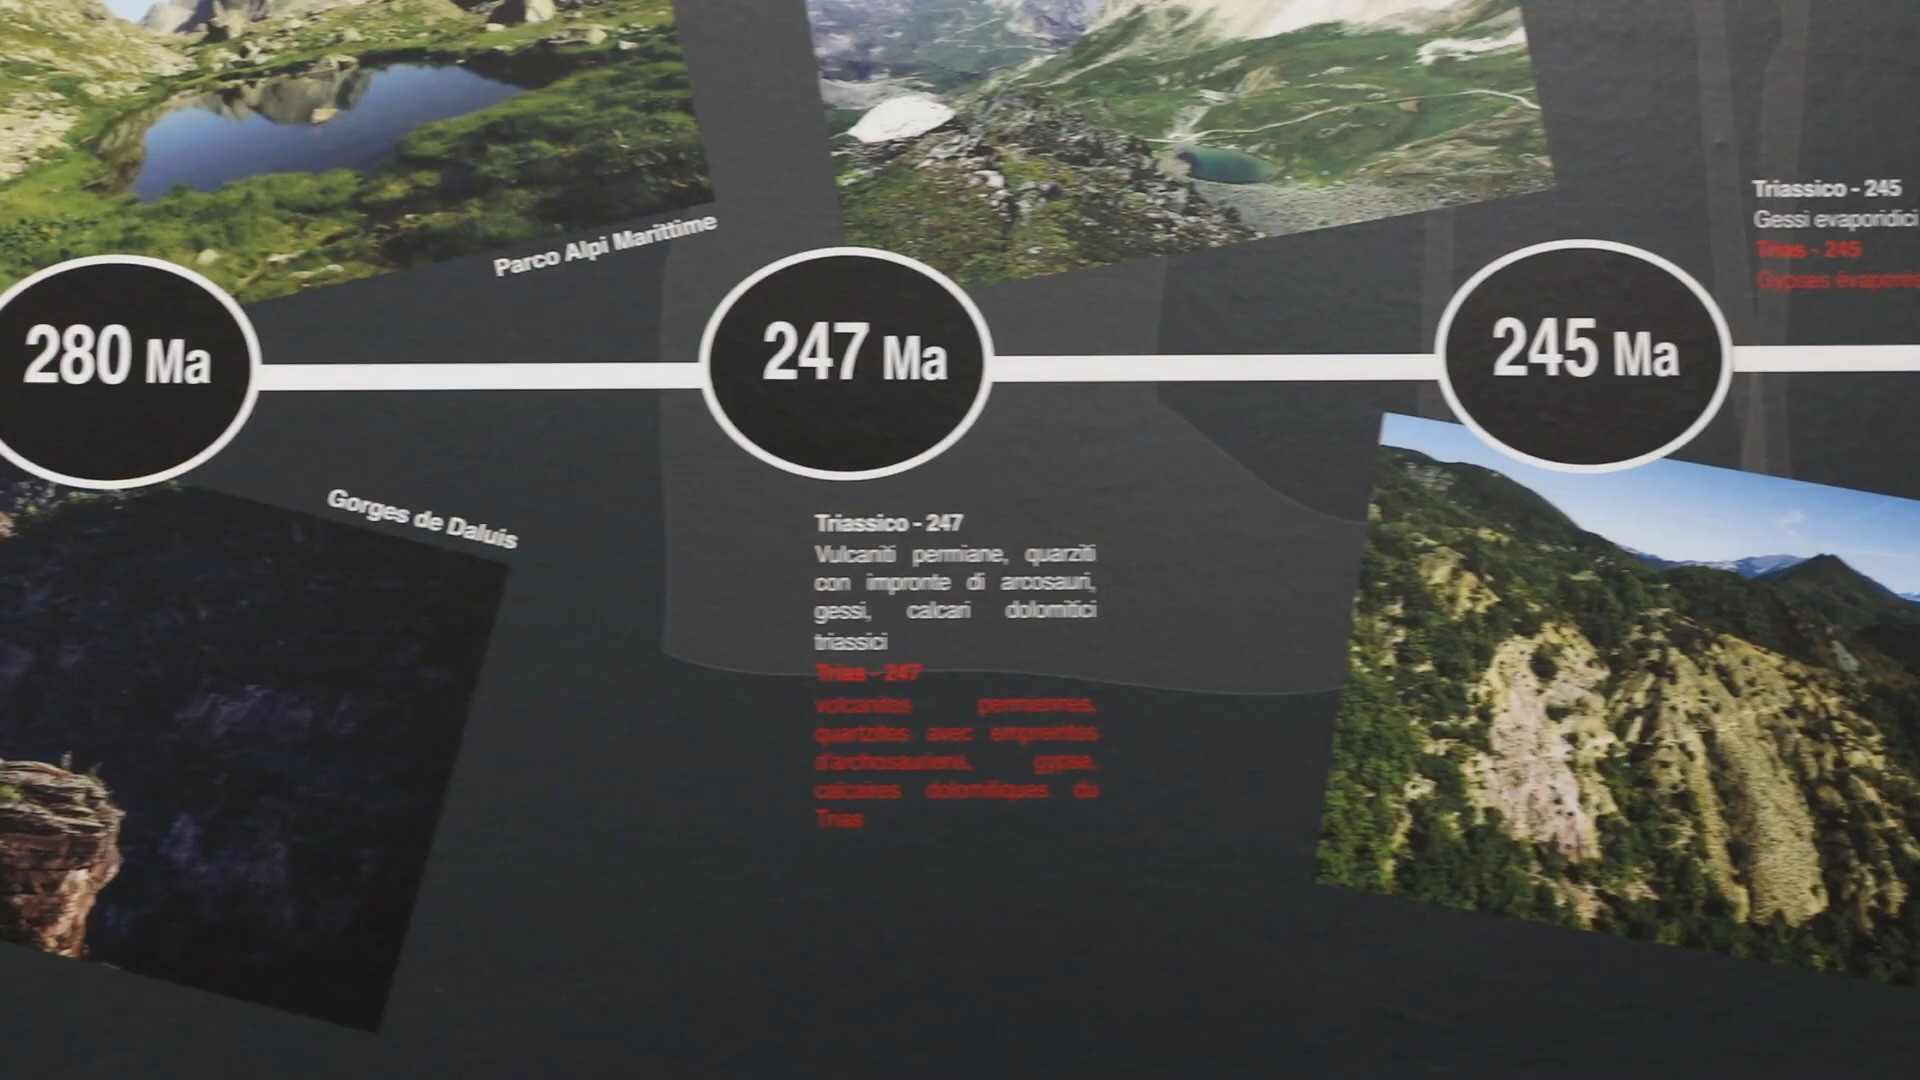 Parco Alpi Marittime
280 Ma
247 Ma
245 Ma
Gorges de Daluis
Triassico - 247
Vulcaniti permiane, quarziti
con impronte di arcosauri,
gessi, calcari dolomitici
triassici
Trias - 247
volcanites permiennes,
quartzites avec empreintes
d'archosauriens, gypse,
calcaires dolomitiques du
Trias
Triassico - 245
Gessi evaporidici
Trias - 245
Gypses évapores